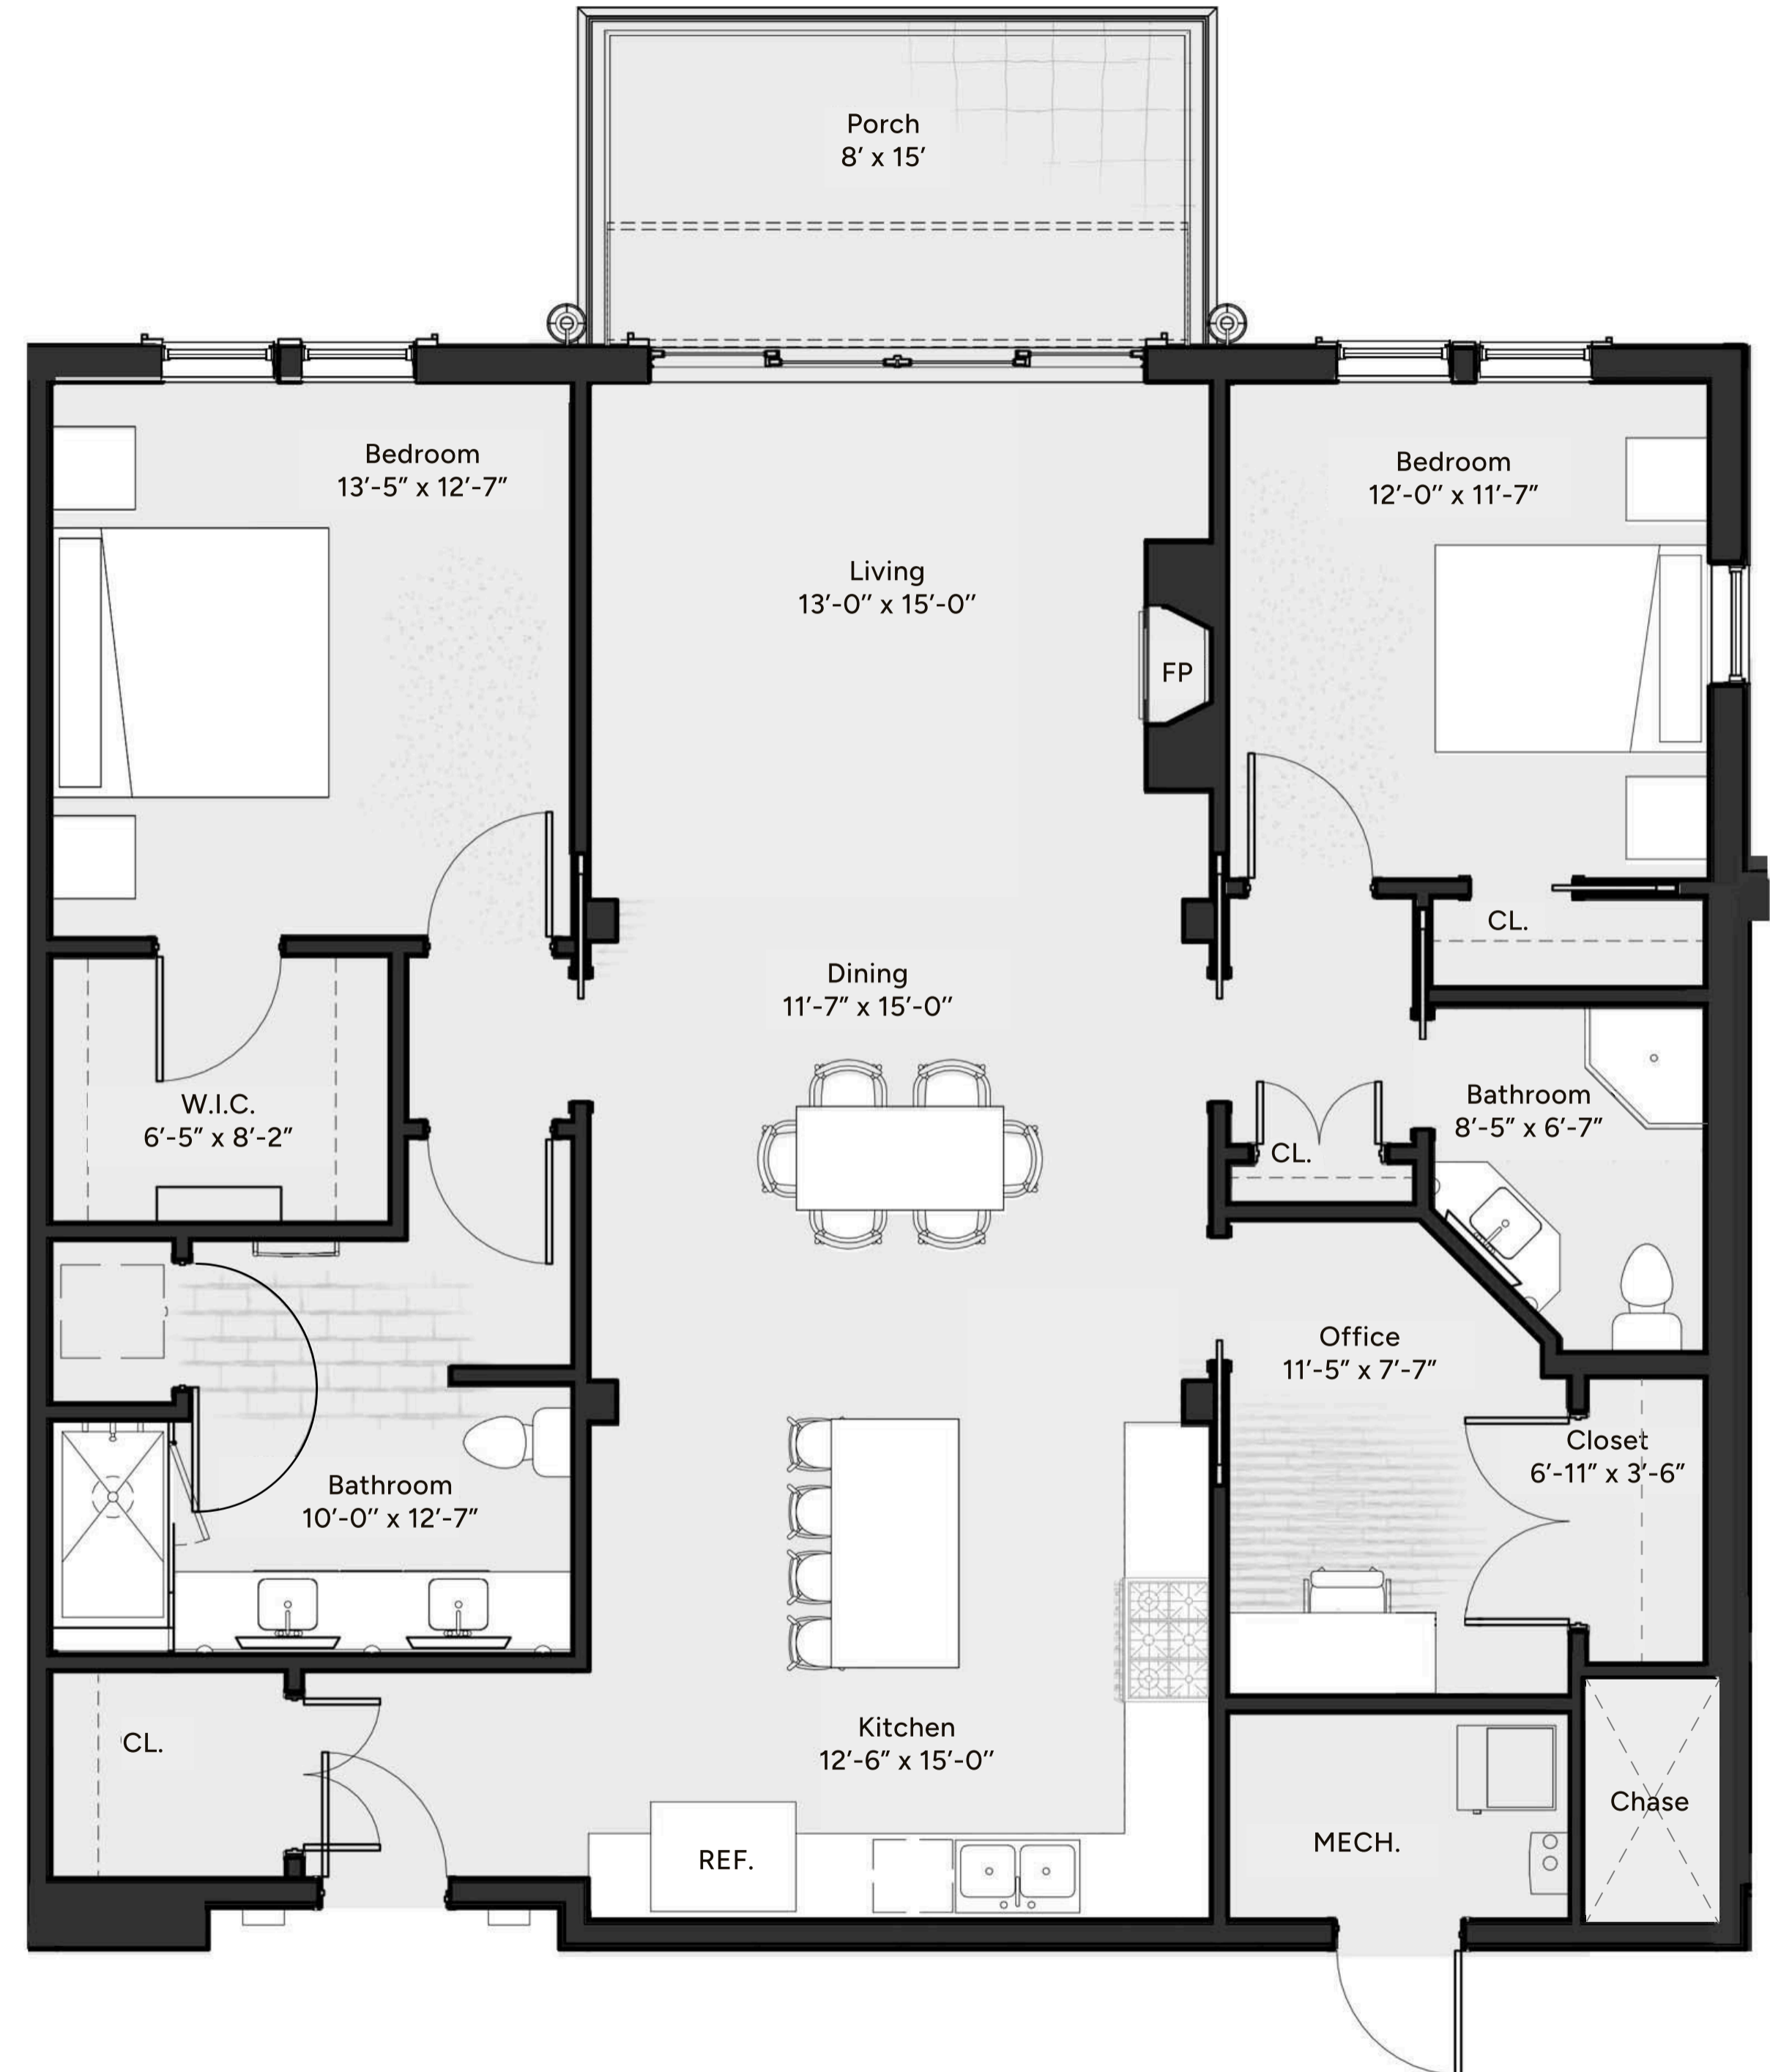 Porch
8’ x 15’
Bedroom
13’-5” x 12’-7”
Bedroom
12’-0” x 11’-7”
Living
13’-0” x 15’-0”
FP
CL.
Dining
11’-7” x 15’-0”
W.I.C.
6’-5” x 8’-2”
Bathroom
8’-5” x 6’-7”
CL.
Office
11’-5” x 7’-7”
Closet
6’-11” x 3’-6”
Bathroom
10’-0” x 12’-7”
CL.
Kitchen
12’-6” x 15’-0”
Chase
MECH.
REF.